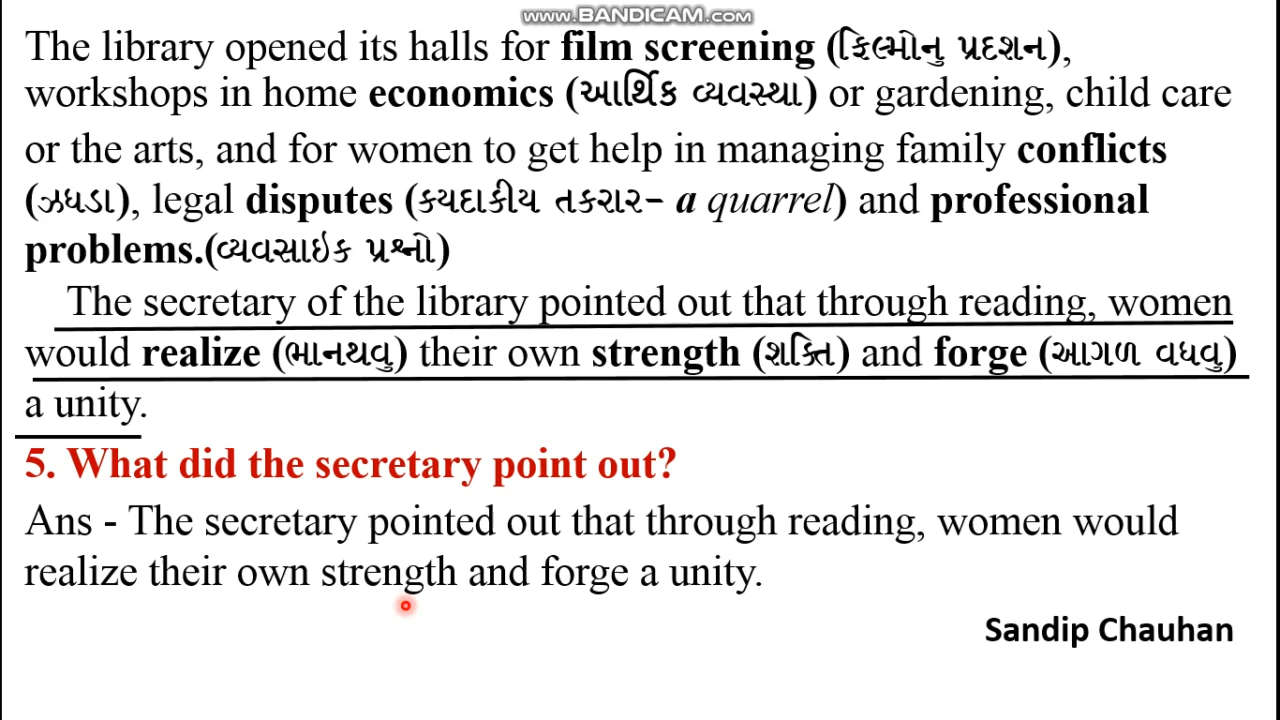 www.BANDICAM.com
The library opened its halls for film screening (ફિલ્મોનુ પ્રદશન),
workshops in home economics (આર્થિક વ્યવસ્થા) or gardening, child care
or the arts, and for women to get help in managing family conflicts
(ઝઘડા), legal disputes (કયદાકીય તકરાર- a quarrel) and professional
problems.(વ્યવસાઇક પ્રશ્નો)
The secretary of the library pointed out that through reading, women
would realize (ભાનથવુ) their own strength (શક્તિ) and forge (આગળ વધવુ)
a unity.
5. What did the secretary point out?
Ans - The secretary pointed out that through reading, women would
realize their own strength and forge a unity.
Sandip Chauhan